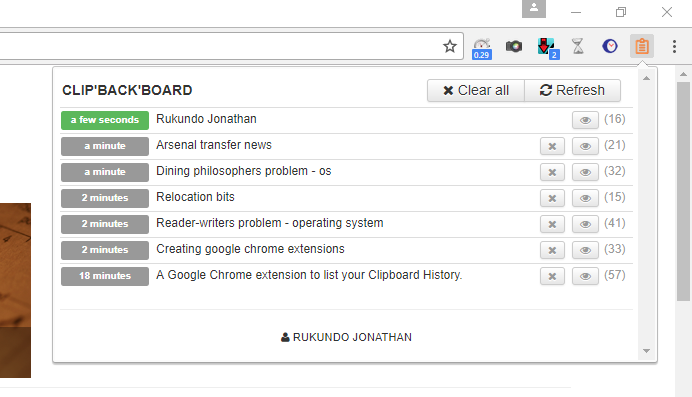 0.29
2
CLIP'BACK'BOARD Clear all Refresh
a few seconds Rukundo Jonathan (16)
a minute Arsenal transfer news (21)
a minute Dining philosophers problem - os (32)
2 minutes Relocation bits (15)
2 minutes Reader-writers problem - operating system (41)
2 minutes Creating google chrome extensions (33)
18 minutes A Google Chrome extension to list your Clipboard History. (57)
RUKUNDO JONATHAN